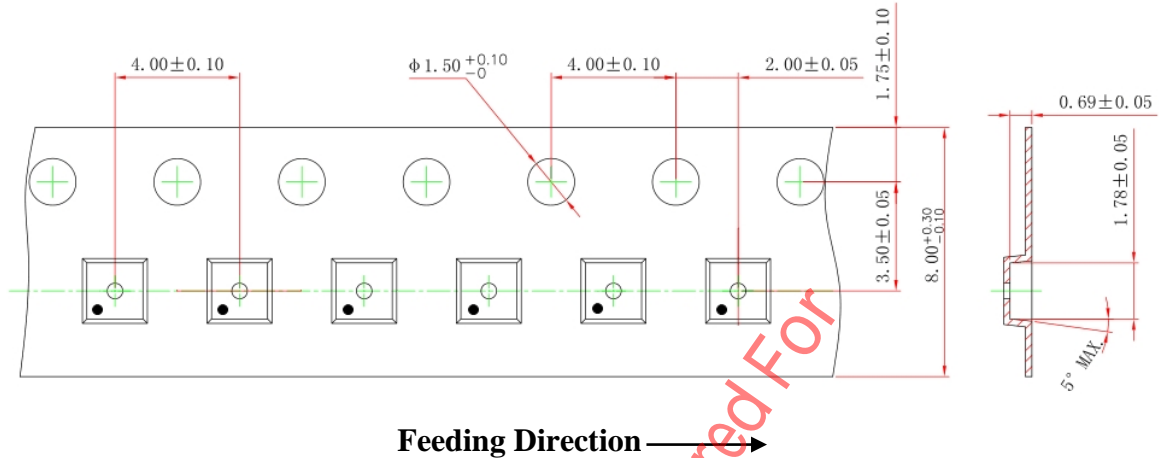 4.00±0.10
Φ1.50 +0.10 -0
4.00±0.10
2.00±0.05
1.75±0.10
0.69±0.05
3.50±0.05
8.00 +0.30 -0.10
1.78±0.05
5° MAX.
red For
Feeding Direction